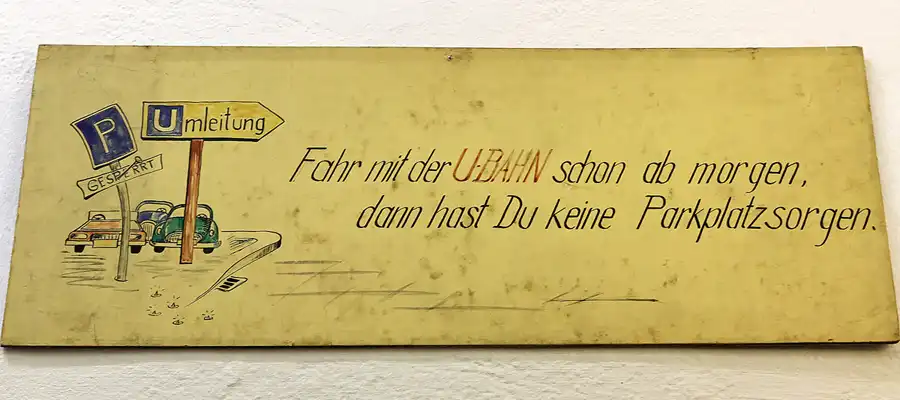 P
GESPERRT
Umleitung
Fahr mit der U-BAHN schon ab morgen,
dann hast Du keine Parkplatzsorgen.